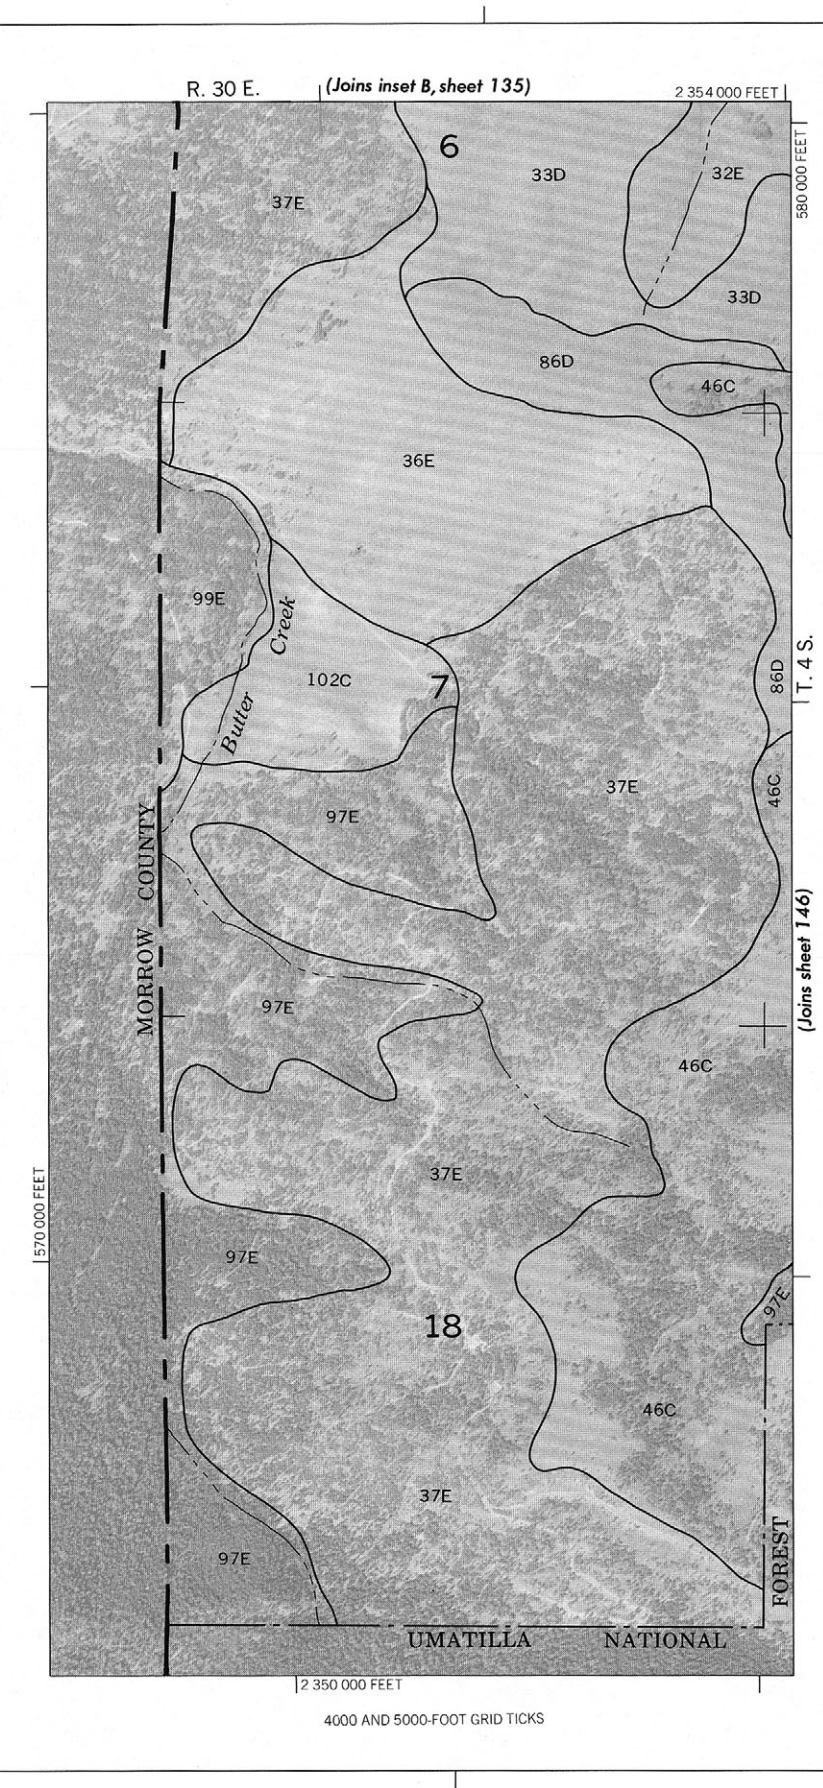 R. 30 E.
(Joins inset B, sheet 135)
2 354 000 FEET
580 000 FEET
6
33D
32E
37E
33D
86D
46C
36E
99E
Creek
102C
Butter
7
86D
T. 4 S.
37E
46C
97E
MORROW COUNTY
(Joins sheet 146)
97E
46C
37E
570 000 FEET
97E
97E
18
46C
37E
97E
FOREST
UMATILLA NATIONAL
2 350 000 FEET
4000 AND 5000-FOOT GRID TICKS